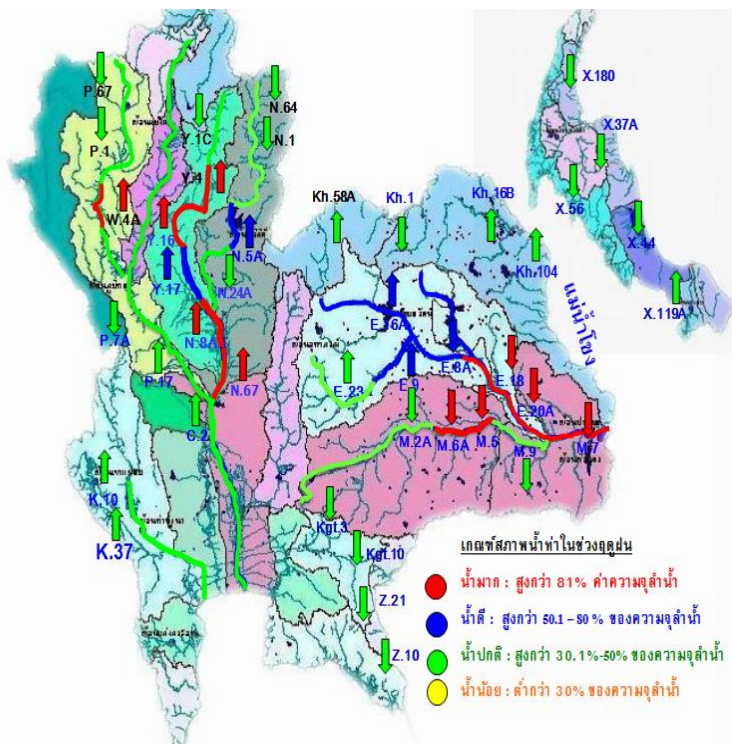 X.180
P.67
N.64
X.37A
Y.1C
N.1
P.1
Y.4
Kh.58A
Kh.1
Kh.16B
W.4A
X.56
Y.16
X.44
N.5A
Kh.104
แม่น้ำโขง
Y.17
N.24A
X.119A
E.16A
P.7A
N.8A
E.8A
E.18
P.17
N.67
E.23
E.9
E.20A
C.2
M.2A
M.6A
M.5
M.9
M.7
K.10
Kgt.3
K.37
Kgt.10
เกณฑ์สภาพน้ำท่าในช่วงฤดูฝน
น้ำมาก : สูงกว่า 81% ค่าความจุลำน้ำ
Z.21
น้ำดี : สูงกว่า 50.1 - 80 % ของความจุลำน้ำ
Z.10
น้ำปกติ : สูงกว่า 30.1%-50% ของความจุลำน้ำ
น้ำน้อย : ต่ำกว่า 30% ของความจุลำน้ำ